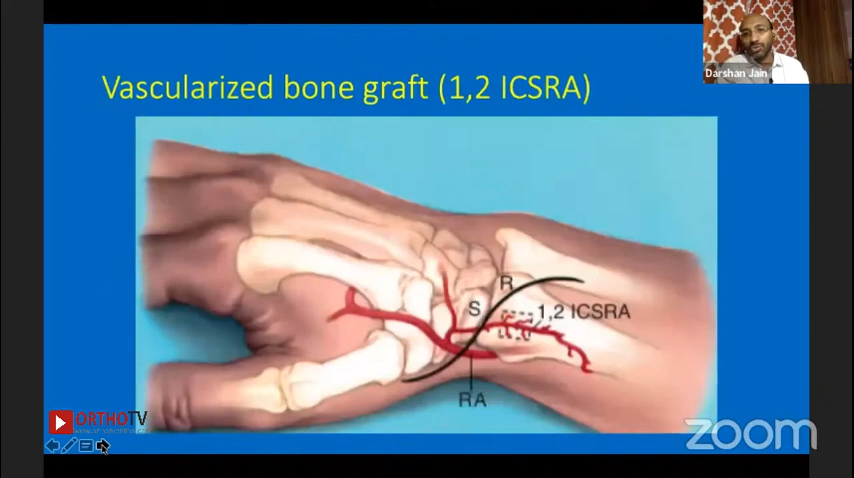 Darshan Jain
Vascularized bone graft (1,2 ICSRA)
R
S
1,2 ICSRA
RA
ORTHOTV
zoom